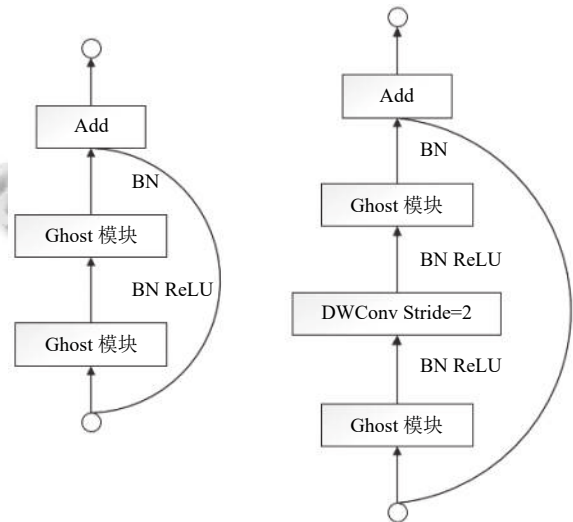 Add
BN
Ghost 模块
BN ReLU
Ghost 模块
Add
BN
Ghost 模块
BN ReLU
DWConv Stride=2
BN ReLU
Ghost 模块